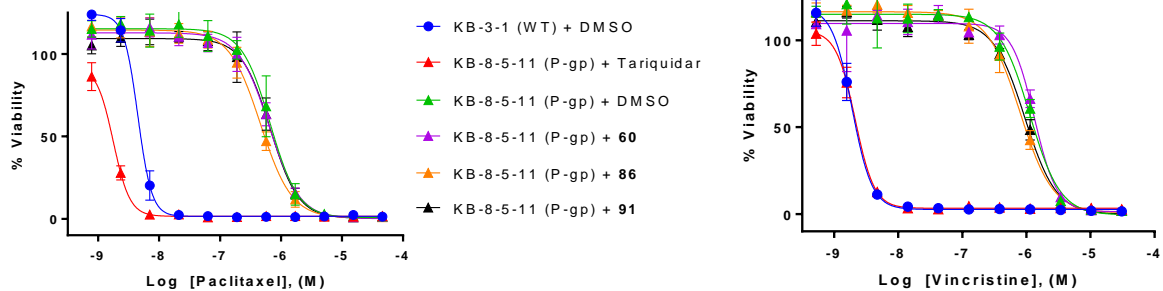 100
50
0
% Viability
-9 -8 -7 -6 -5 -4
Log [Paclitaxel], (M)
KB-3-1 (WT) + DMSO
KB-8-5-11 (P-gp) + Tariquidar
KB-8-5-11 (P-gp) + DMSO
KB-8-5-11 (P-gp) + 60
KB-8-5-11 (P-gp) + 86
KB-8-5-11 (P-gp) + 91
100
50
0
% Viability
-9 -8 -7 -6 -5 -4
Log [Vincristine], (M)